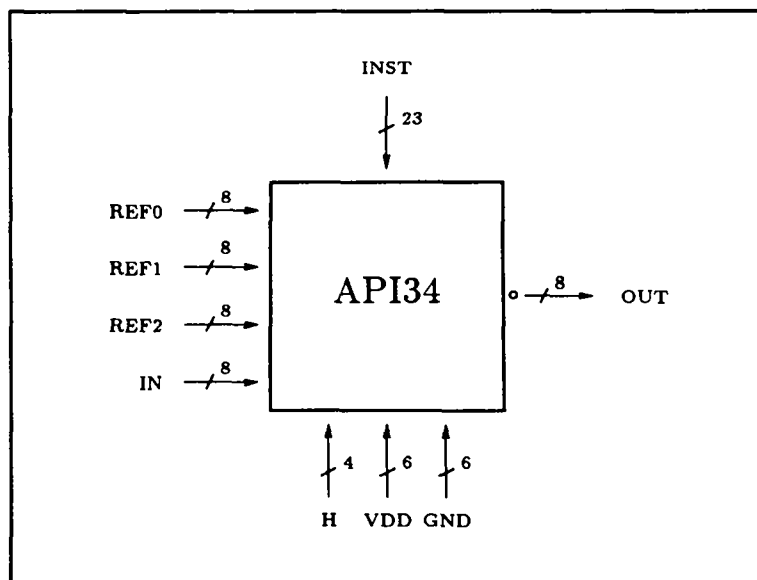 INST
23
REF0 8
REF1 8
API34
8 OUT
REF2 8
IN 8
4 6 6
H VDD GND